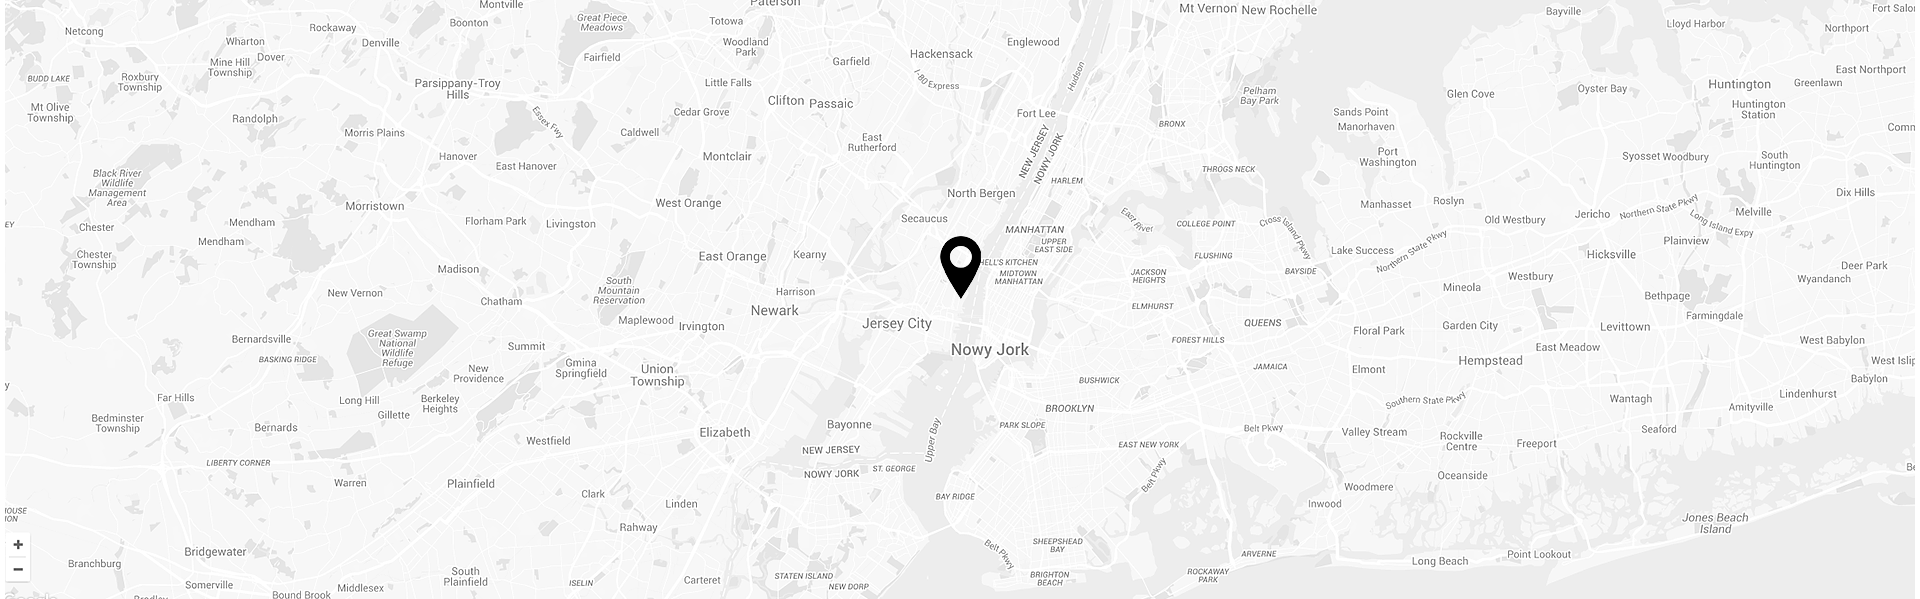 Montville
Paterson
Mt Vernon
New Rochelle
Bayville
Fort Salo
Netcong
Rockaway
Boonton
Great Piece
Meadows
Totowa
Lloyd Harbor
Northport
Wharton
Denville
Woodland
Park
Englewood
Mine Hill
Township
Dover
Fairfield
Hackensack
Garfield
BUDD LAKE
Roxbury
Township
Parsippany-Troy
Hills
Little Falls
I-80 Express
Hudson
East Northport
Huntington
Greenlawn
Mt Olive
Township
Clifton
Passaic
Pelham
Bay Park
Glen Cove
Oyster Bay
Huntington
Station
Randolph
Essex Fwy
Cedar Grove
Fort Lee
Sands Point
Manorhaven
Morris Plains
Caldwell
East
Rutherford
NEW JERSEY
NOWY JORK
BRONX
Comm
Hanover
East Hanover
Montclair
Port
Washington
Syosset
Woodbury
South
Huntington
Black River
Wildlife
Management
Area
THROGS NECK
HARLEM
North Bergen
Dix Hills
Morristown
West Orange
Manhasset
Roslyn
Northern State Pkwy
EY
Chester
Mendham
Florham Park
Livingston
Secaucus
East River
COLLEGE POINT
Cross Island Pkwy
Old Westbury
Jericho
Long Island Expy
Melville
Mendham
MANHATTAN
UPPER
EAST SIDE
Lake Success
Northern State Pkwy
Plainview
Chester
Township
East Orange
Kearny
HELL'S KITCHEN
FLUSHING
Hicksville
Madison
MIDTOWN
MANHATTAN
JACKSON
HEIGHTS
BAYSIDE
Westbury
Deer Park
Wyandanch
New Vernon
Chatham
South
Mountain
Reservation
Harrison
Mineola
Bethpage
Newark
ELMHURST
Farmingdale
Maplewood
Irvington
Jersey City
QUEENS
Floral Park
Garden City
Levittown
Bernardsville
Great Swamp
National
Wildlife
Refuge
Summit
Nowy Jork
FOREST HILLS
East Meadow
West Babylon
BASKING RIDGE
New
Providence
Gmina
Springfield
Union
Township
JAMAICA
Elmont
Hempstead
West Islip
y
BUSHWICK
Babylon
Far Hills
Long Hill
Berkeley
Heights
Gillette
BROOKLYN
Southern State Pkwy
Wantagh
Amityville
Lindenhurst
Bedminster
Township
Bernards
Westfield
Elizabeth
Bayonne
Upper Bay
PARK SLOPE
Belt Pkwy
Valley Stream
Rockville
Centre
Freeport
Seaford
LIBERTY CORNER
NEW JERSEY
NOWY JORK
ST. GEORGE
EAST NEW YORK
Belt Pkwy
Oceanside
Be
Warren
Plainfield
Clark
Linden
BAY RIDGE
Woodmere
Inwood
HOUSE
ION
Rahway
Jones Beach
Island
+
−
Bridgewater
Branchburg
Belt Pkwy
SHEEPSHEAD
BAY
ARVERNE
Long Beach
Point Lookout
Somerville
Middlesex
Bound Brook
South
Plainfield
ISELIN
Carteret
STATEN ISLAND
NEW DORP
BRIGHTON
BEACH
ROCKAWAY
PARK